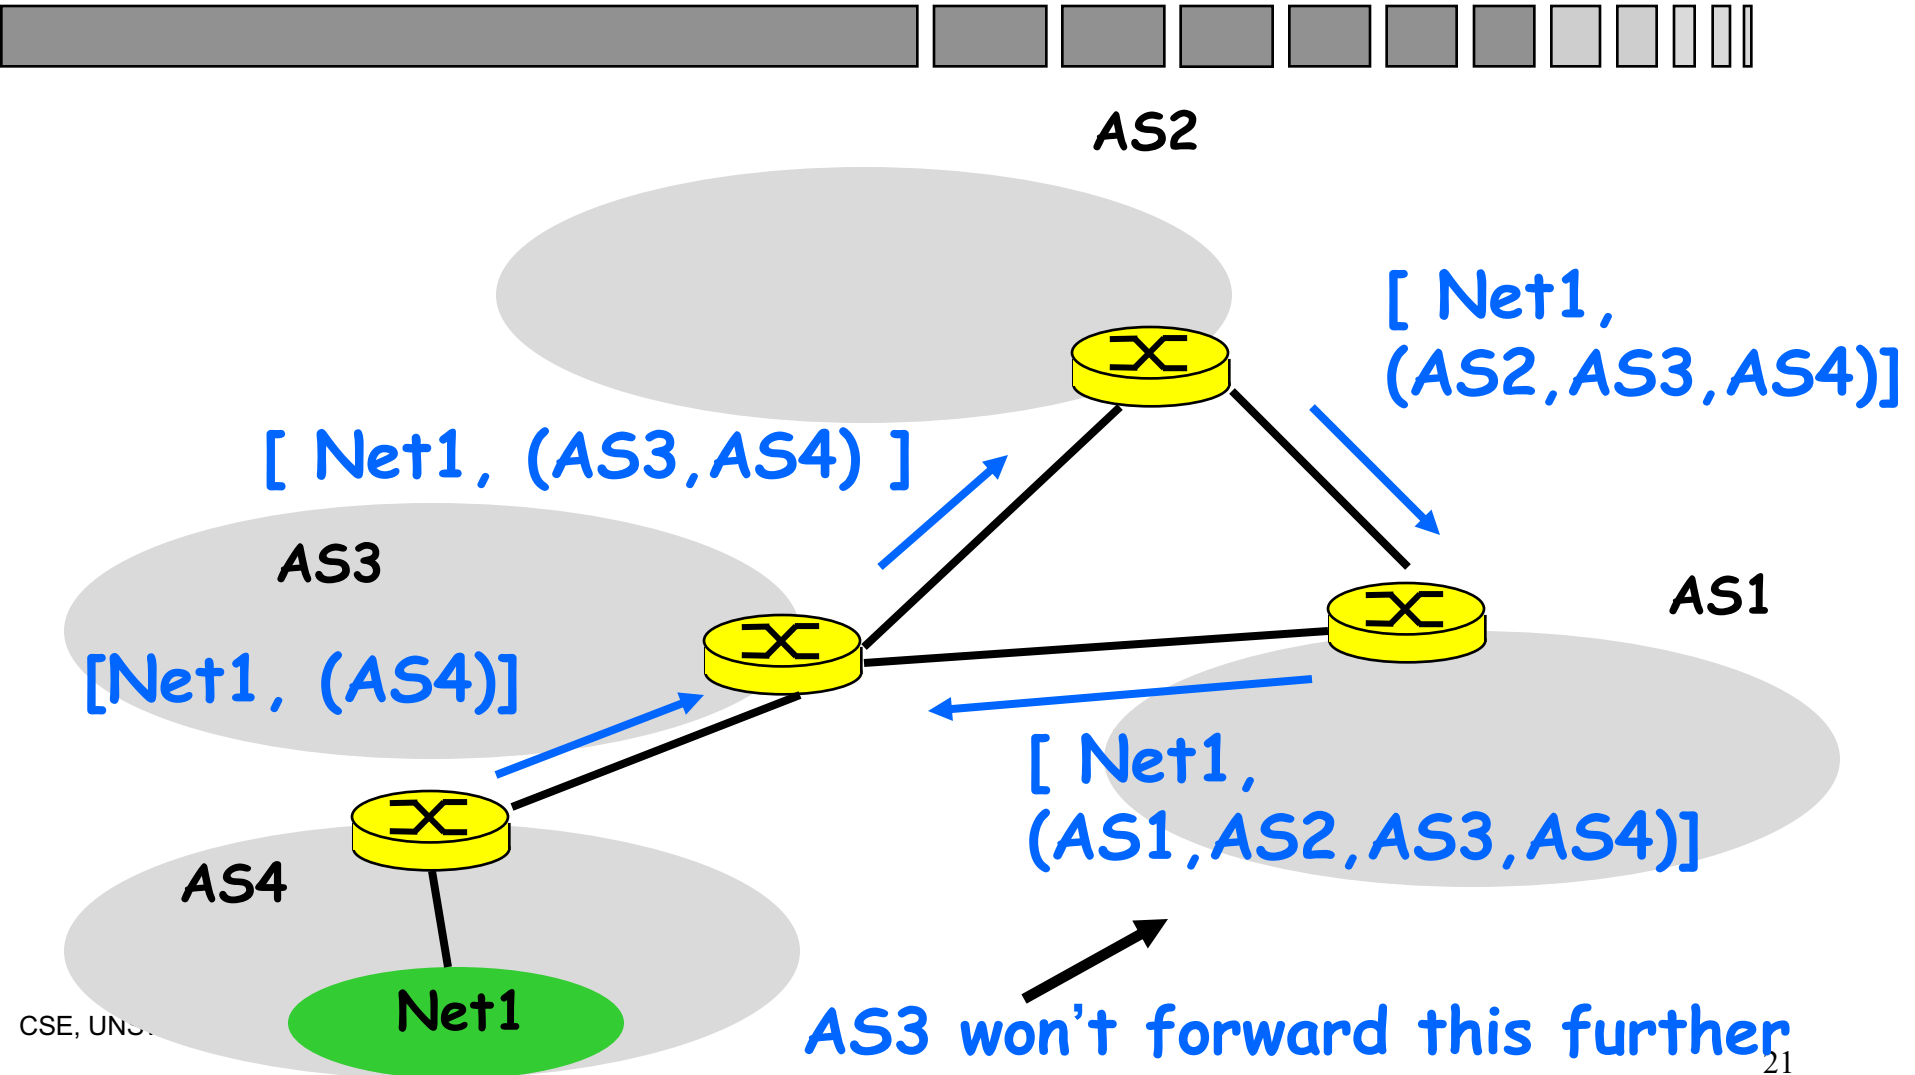 AS2
[ Net1,
(AS2,AS3,AS4)]
[ Net1, (AS3,AS4) ]
AS3
AS1
[Net1, (AS4)]
[ Net1,
(AS1,AS2,AS3,AS4)]
AS4
Net1
CSE,
AS3 won’t forward this further
21